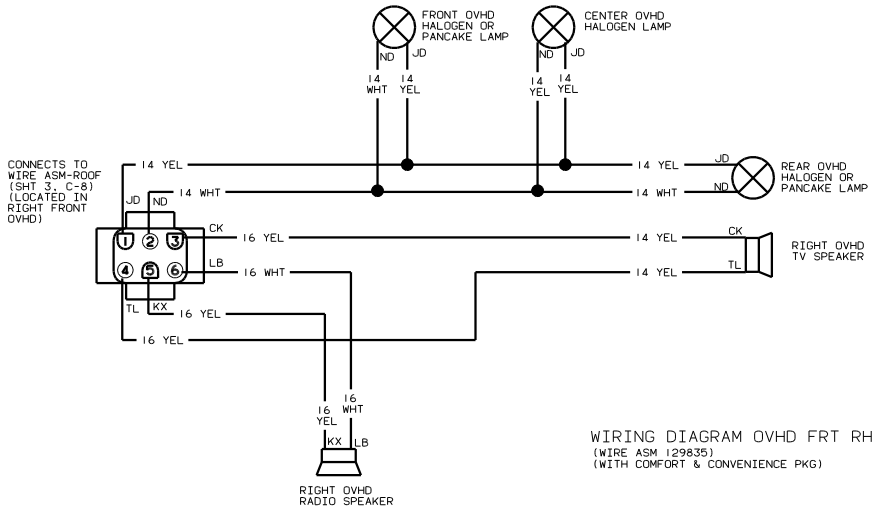 FRONT OVHD
HALOGEN OR
PANCAKE LAMP
CENTER OVHD
HALOGEN LAMP
ND
JD
ND
JD
14
WHT
14
YEL
14
YEL
14
YEL
CONNECTS TO
WIRE ASM-ROOF
(SHT 3, C-8)
(LOCATED IN
RIGHT FRONT
OVHD)
14 YEL
14 YEL
JD
REAR OVHD
HALOGEN OR
PANCAKE LAMP
JD
ND
14 WHT
14 WHT
ND
1
2
3
CK
16 YEL
14 YEL
CK
RIGHT OVHD
TV SPEAKER
4
5
6
LB
16 WHT
14 YEL
TL
TL
KX
16 YEL
16 YEL
16
YEL
16
WHT
KX
LB
RIGHT OVHD
RADIO SPEAKER
WIRING DIAGRAM OVHD FRT RH
(WIRE ASM 129835)
(WITH COMFORT & CONVENIENCE PKG)